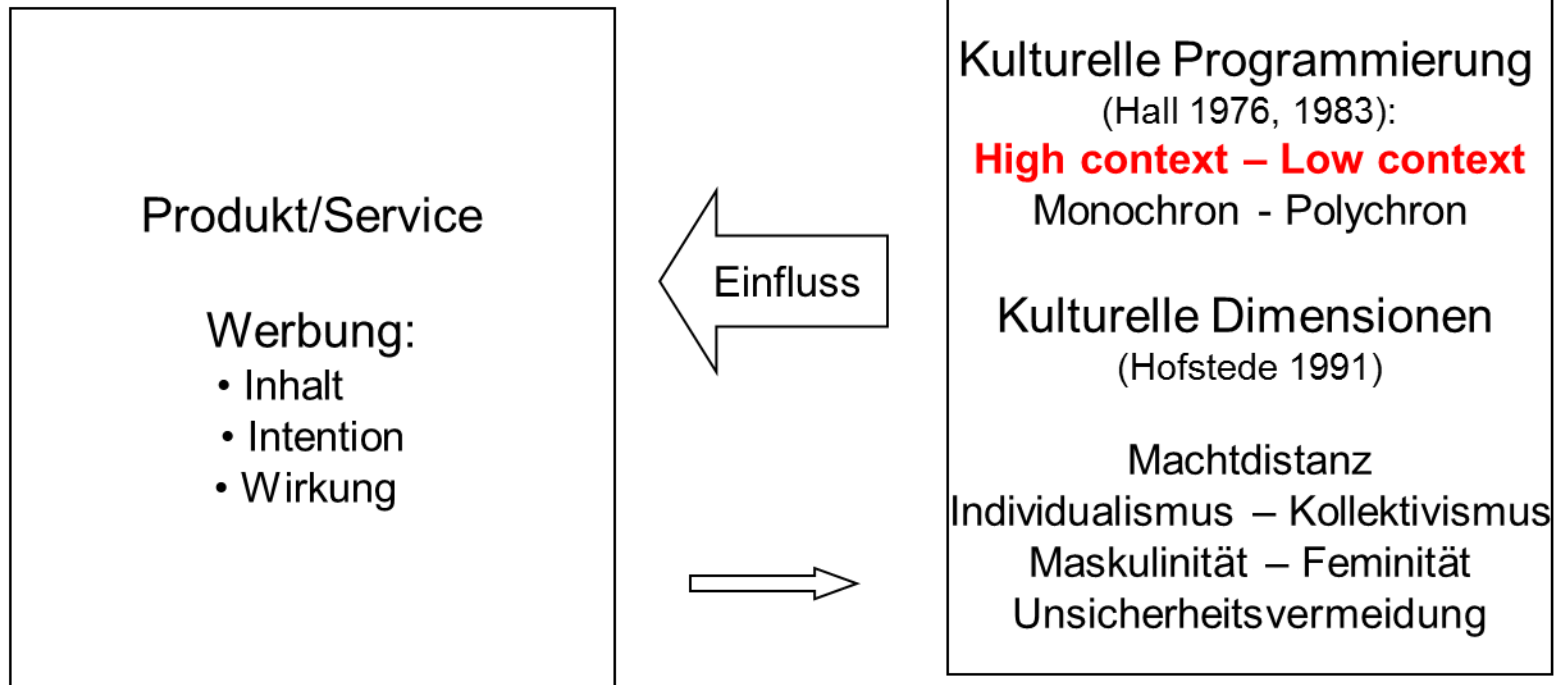 Produkt/Service
Werbung:
• Inhalt
• Intention
• Wirkung
Einfluss
Kulturelle Programmierung
(Hall 1976, 1983):
High context – Low context
Monochron - Polychron
Kulturelle Dimensionen
(Hofstede 1991)
Machtdistanz
Individualismus – Kollektivismus
Maskulinität – Feminität
Unsicherheitsvermeidung